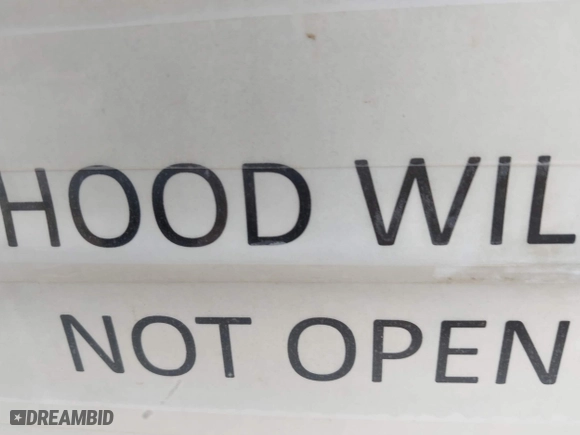 HOOD WIL
NOT OPEN
DREAMBID